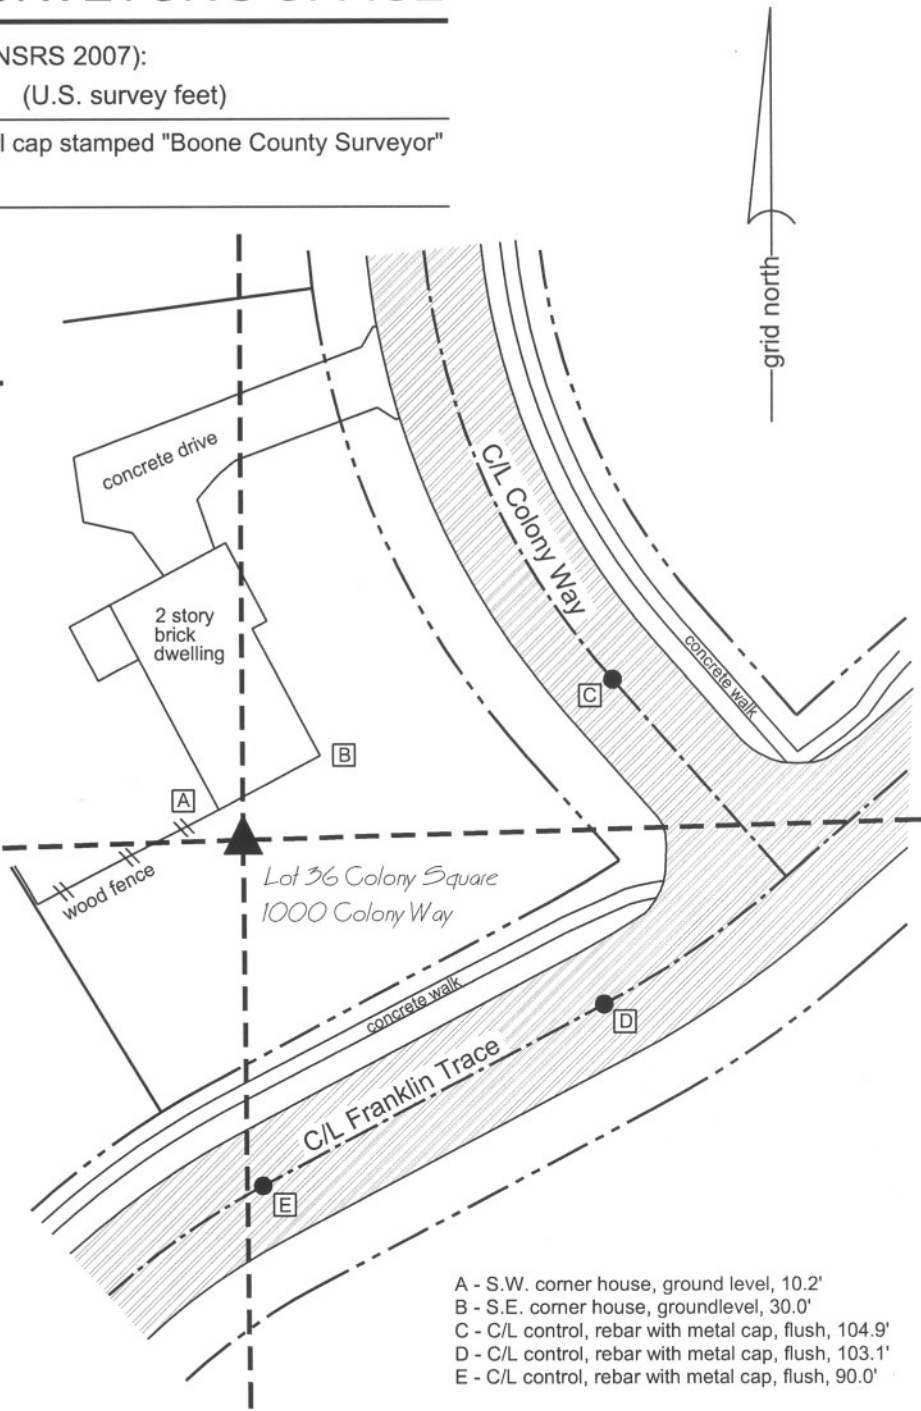 NSRS 2007):
(U.S. survey feet)
cap stamped "Boone County Surveyor"
grid north
concrete drive
C/L Colony Way
2 story
brick
dwelling
concrete walk
C
B
A
wood fence
Lot 36 Colony Square
1000 Colony Way
concrete walk
D
C/L Franklin Trace
E
A - S.W. corner house, ground level, 10.2'
B - S.E. corner house, groundlevel, 30.0'
C - C/L control, rebar with metal cap, flush, 104.9'
D - C/L control, rebar with metal cap, flush, 103.1'
E - C/L control, rebar with metal cap, flush, 90.0'